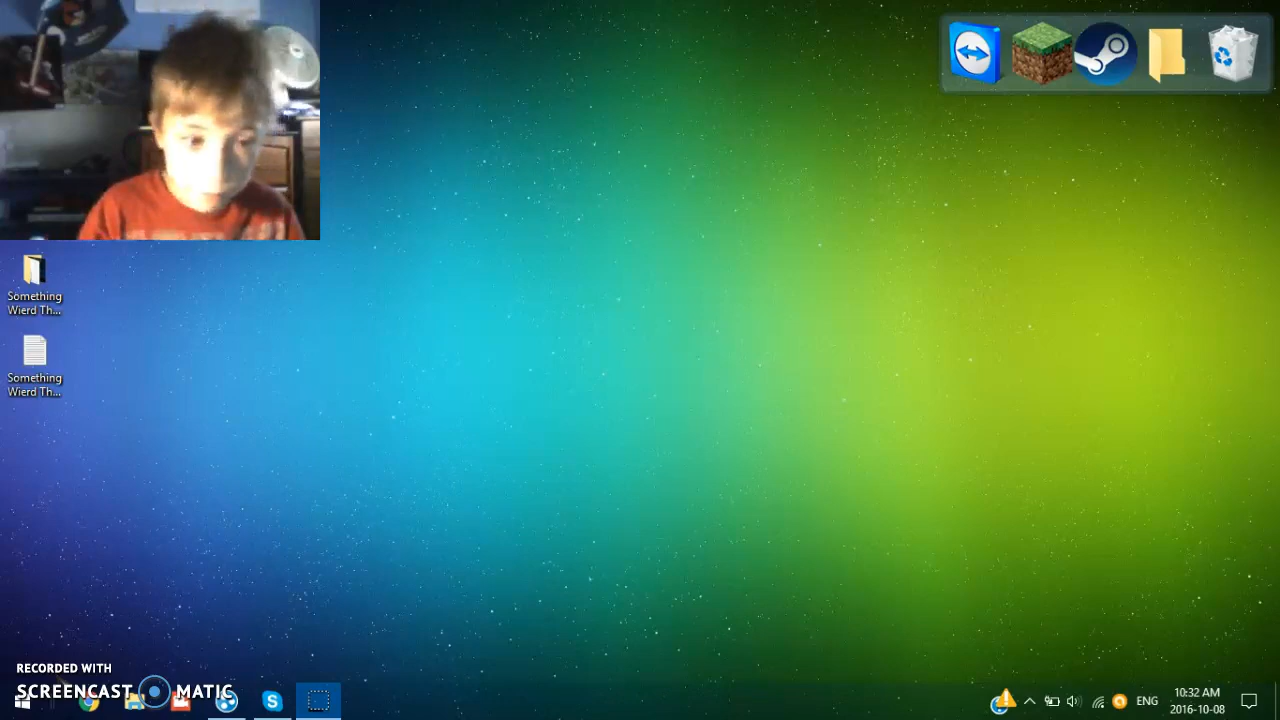 Something
Wierd Th...
Something
Wierd Th...
RECORDED WITH
SCREENCAST MATIC
ENG
10:32 AM
2016-10-08